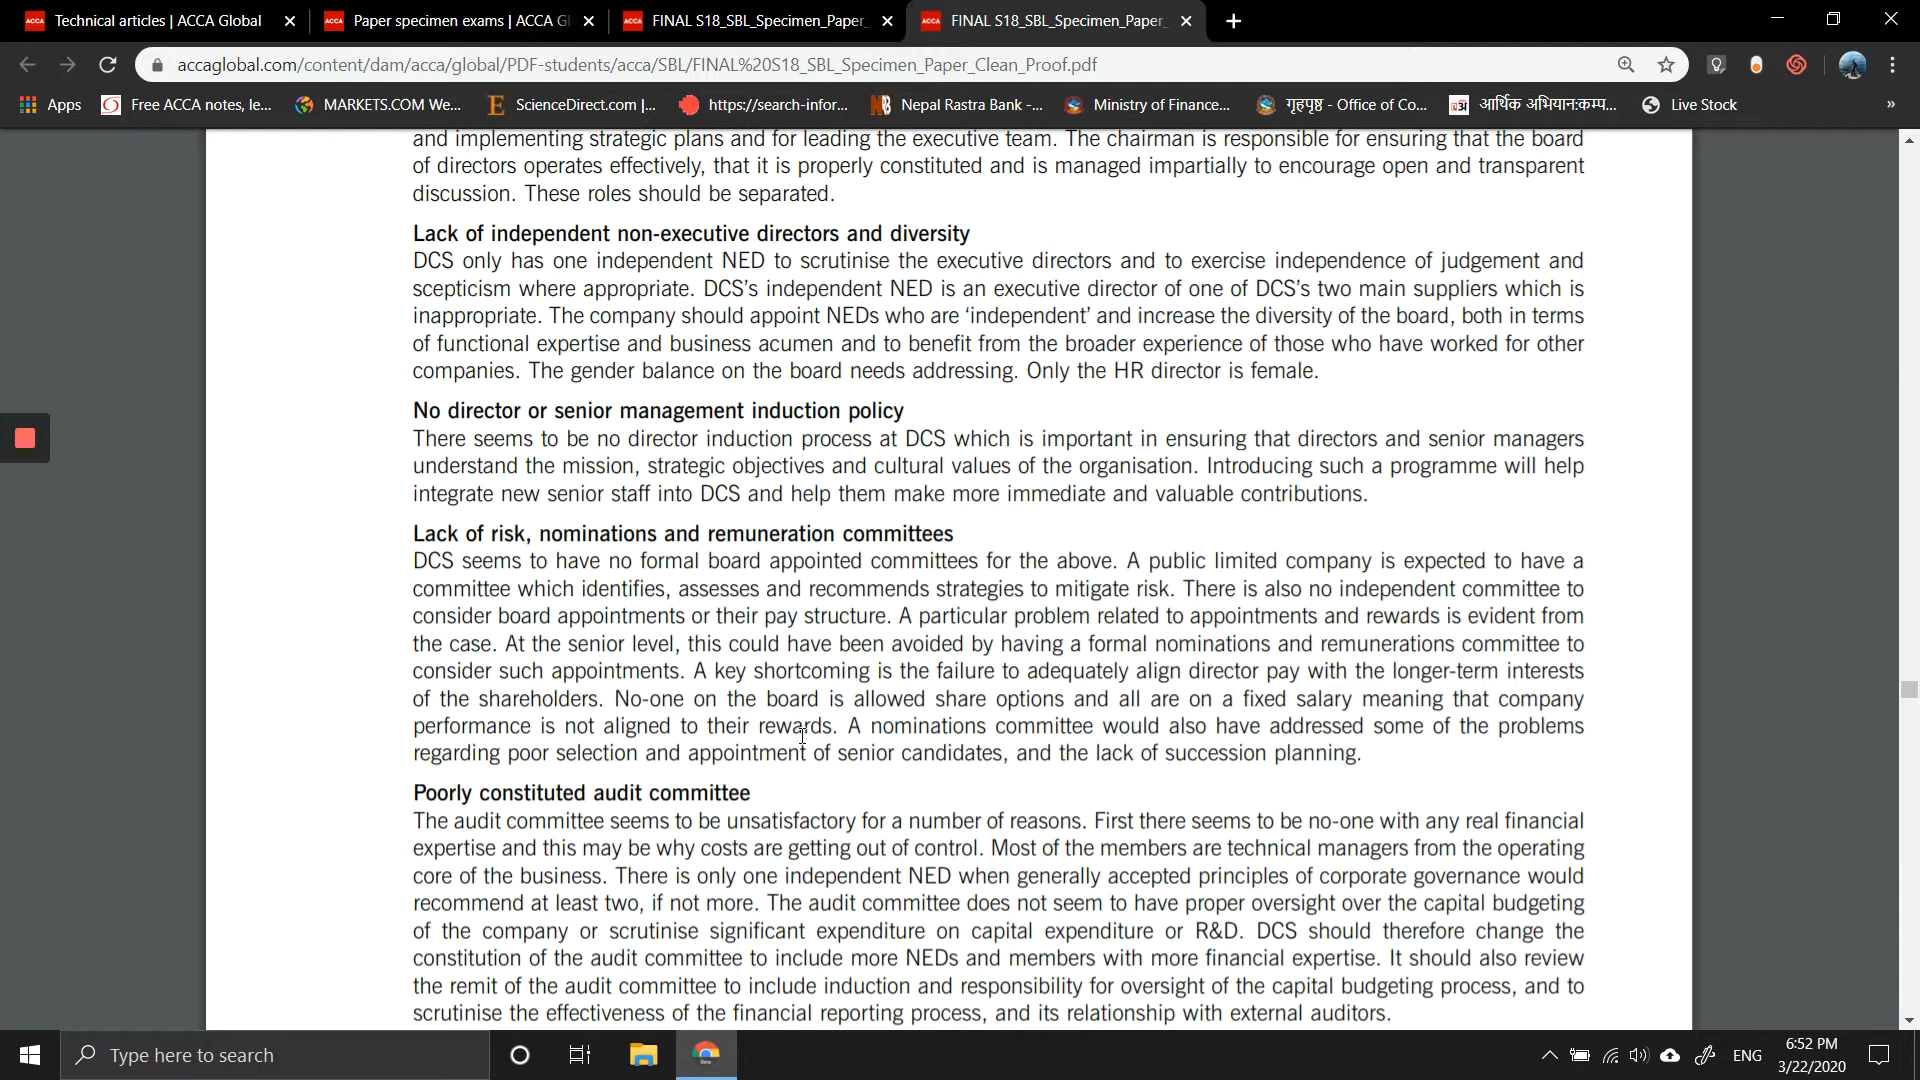 Technical articles | ACCA Global
Paper specimen exams | ACCA Gl
FINAL S18_SBL_Specimen_Paper_
FINAL S18_SBL_Specimen_Paper_
accaglobal.com/content/dam/acca/global/PDF-students/acca/SBL/FINAL%20S18_SBL_Specimen_Paper_Clean_Proof.pdf
Apps
Free ACCA notes, le...
MARKETS.COM We...
ScienceDirect.com |...
https://search-infor...
Nepal Rastra Bank -...
Ministry of Finance...
गृहपृष्ठ - Office of Co...
आर्थिक अभियान:कम्प...
Live Stock
»
and implementing strategic plans and for leading the executive team. The chairman is responsible for ensuring that the board
of directors operates effectively, that it is properly constituted and is managed impartially to encourage open and transparent
discussion. These roles should be separated.
Lack of independent non-executive directors and diversity
DCS only has one independent NED to scrutinise the executive directors and to exercise independence of judgement and
scepticism where appropriate. DCS’s independent NED is an executive director of one of DCS’s two main suppliers which is
inappropriate. The company should appoint NEDs who are ‘independent’ and increase the diversity of the board, both in terms
of functional expertise and business acumen and to benefit from the broader experience of those who have worked for other
companies. The gender balance on the board needs addressing. Only the HR director is female.
No director or senior management induction policy
There seems to be no director induction process at DCS which is important in ensuring that directors and senior managers
understand the mission, strategic objectives and cultural values of the organisation. Introducing such a programme will help
integrate new senior staff into DCS and help them make more immediate and valuable contributions.
Lack of risk, nominations and remuneration committees
DCS seems to have no formal board appointed committees for the above. A public limited company is expected to have a
committee which identifies, assesses and recommends strategies to mitigate risk. There is also no independent committee to
consider board appointments or their pay structure. A particular problem related to appointments and rewards is evident from
the case. At the senior level, this could have been avoided by having a formal nominations and remunerations committee to
consider such appointments. A key shortcoming is the failure to adequately align director pay with the longer-term interests
of the shareholders. No-one on the board is allowed share options and all are on a fixed salary meaning that company
performance is not aligned to their rewards. A nominations committee would also have addressed some of the problems
regarding poor selection and appointment of senior candidates, and the lack of succession planning.
Poorly constituted audit committee
The audit committee seems to be unsatisfactory for a number of reasons. First there seems to be no-one with any real financial
expertise and this may be why costs are getting out of control. Most of the members are technical managers from the operating
core of the business. There is only one independent NED when generally accepted principles of corporate governance would
recommend at least two, if not more. The audit committee does not seem to have proper oversight over the capital budgeting
of the company or scrutinise significant expenditure on capital expenditure or R&D. DCS should therefore change the
constitution of the audit committee to include more NEDs and members with more financial expertise. It should also review
the remit of the audit committee to include induction and responsibility for oversight of the capital budgeting process, and to
scrutinise the effectiveness of the financial reporting process, and its relationship with external auditors.
Type here to search
ENG
6:52 PM
3/22/2020